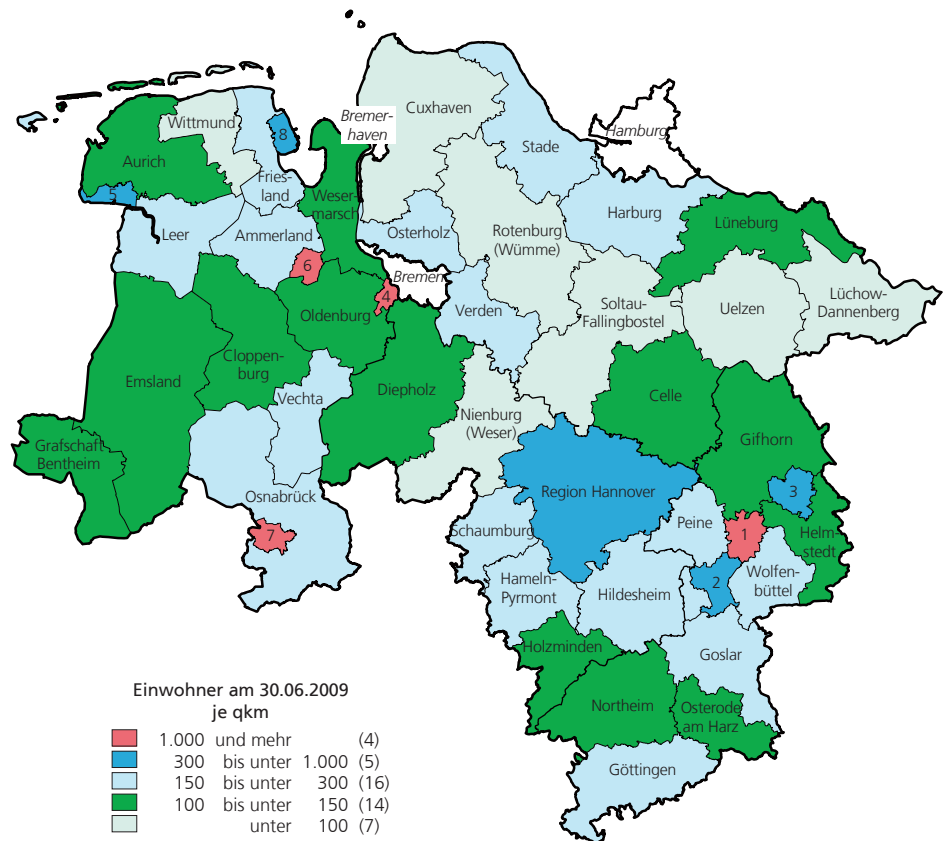 Cuxhaven
Bremer-
haven
Hamburg
Wittmund
8
Stade
Aurich
Fries-
land
Weser-
marsch
5
Harburg
Lüneburg
Leer
Ammerland
Osterholz
Rotenburg
(Wümme)
6
Bremen
4
Lüchow-
Dannenberg
Oldenburg
Verden
Soltau-
Fallingbostel
Uelzen
Cloppen-
burg
Emsland
Diepholz
Celle
Vechta
Nienburg
(Weser)
Gifhorn
Grafschaft
Bentheim
Region Hannover
3
Osnabrück
Schaumburg
Peine
1
Helm-
stedt
7
Hameln-
Pyrmont
Hildesheim
2
Wolfen-
büttel
Holzminden
Goslar
Northeim
Osterode
am Harz
Göttingen
Einwohner am 30.06.2009
je qkm
1.000 und mehr (4)
300 bis unter 1.000 (5)
150 bis unter 300 (16)
100 bis unter 150 (14)
unter 100 (7)